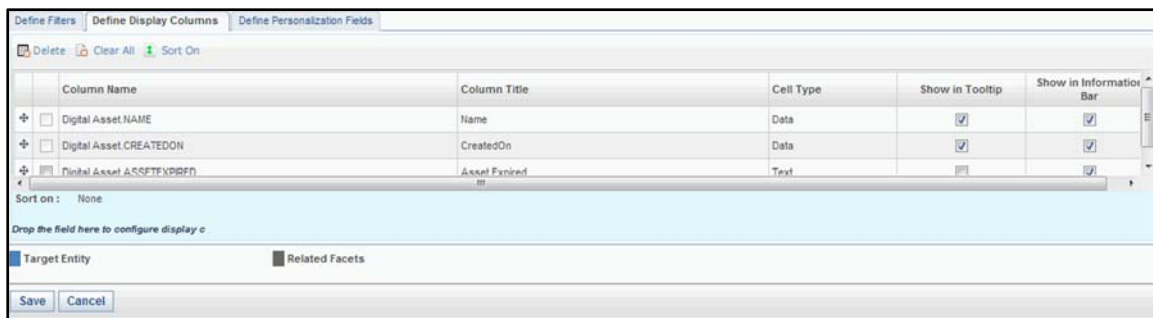 Define Filters Define Display Columns Define Personalization Fields
Delete Clear All Sort On
Column Name Column Title Cell Type Show in Tooltip Show in Information Bar
Digital Asset.NAME Name Data
Digital Asset.CREATEDON CreatedOn Data
Digital Asset.ASSETEXPIRED Asset Expired Text
Sort on : None
Drop the field here to configure display c
Target Entity Related Facets
Save Cancel